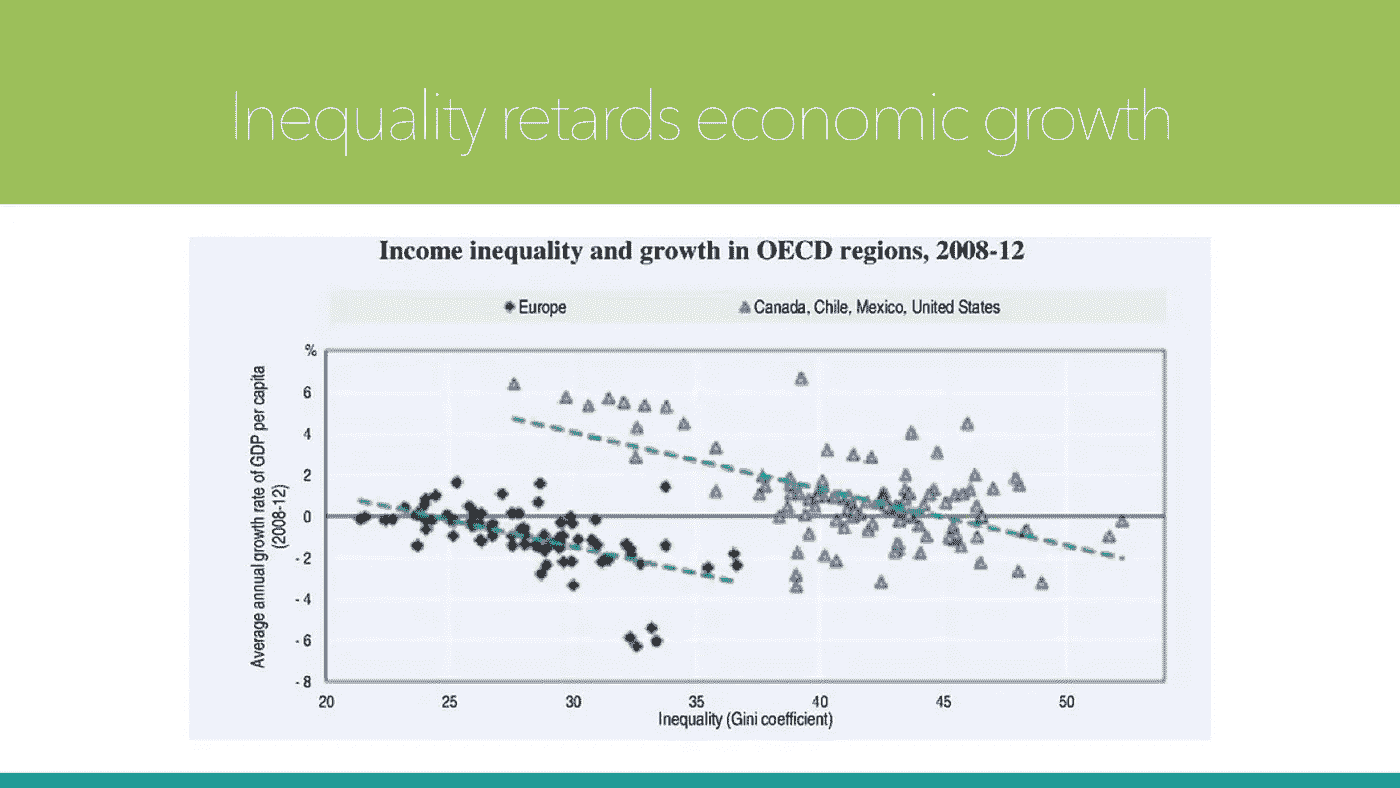 Inequality retards economic growth
Income inequality and growth in OECD regions, 2008-12
Europe
Canada, Chile, Mexico, United States
%
6
4
2
0
- 2
- 4
- 6
- 8
Average annual growth rate of GDP per capita
(2008-12)
20 25 30 35 40 45 50
Inequality (Gini coefficient)